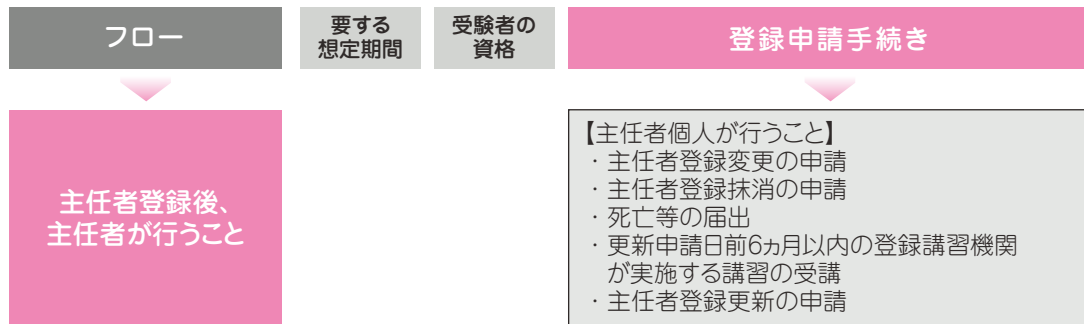 フロー
要する
想定期間
受験者の
資格
登録申請手続き
主任者登録後、
主任者が行うこと
【主任者個人が行うこと】
・主任者登録変更の申請
・主任者登録抹消の申請
・死亡等の届出
・更新申請日前6ヵ月以内の登録講習機関
が実施する講習の受講
・主任者登録更新の申請